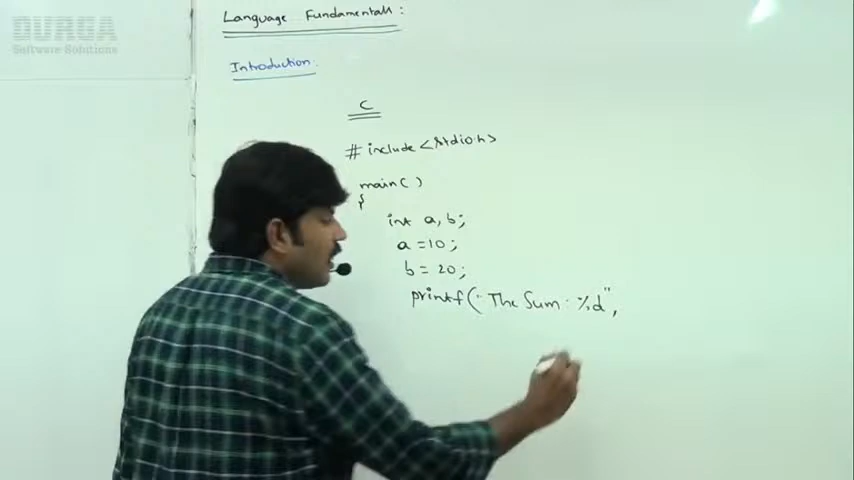 DURGA
Software Solutions
Language Fundamentals :
Introduction:
C
# include <stdio.h>
main( )
{
int a, b;
a = 10 ;
b = 20 ;
printf(" The Sum : %d",